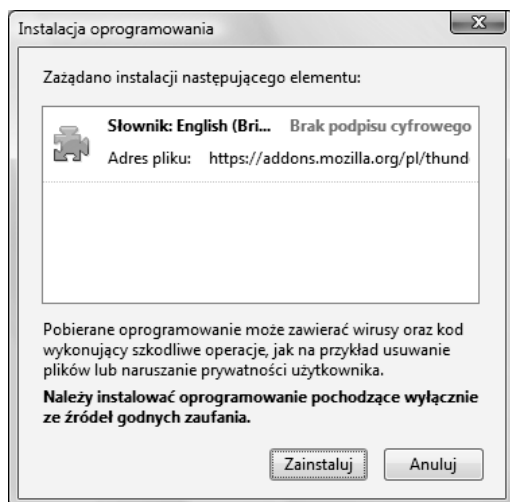 Instalacja oprogramowania
Zażądano instalacji następującego elementu:
Słownik: English (Bri... Brak podpisu cyfrowego
Adres pliku: https://addons.mozilla.org/pl/thund
Pobierane oprogramowanie może zawierać wirusy oraz kod
wykonujący szkodliwe operacje, jak na przykład usuwanie
plików lub naruszanie prywatności użytkownika.
Należy instalować oprogramowanie pochodzące wyłącznie
ze źródeł godnych zaufania.
Zainstaluj Anuluj